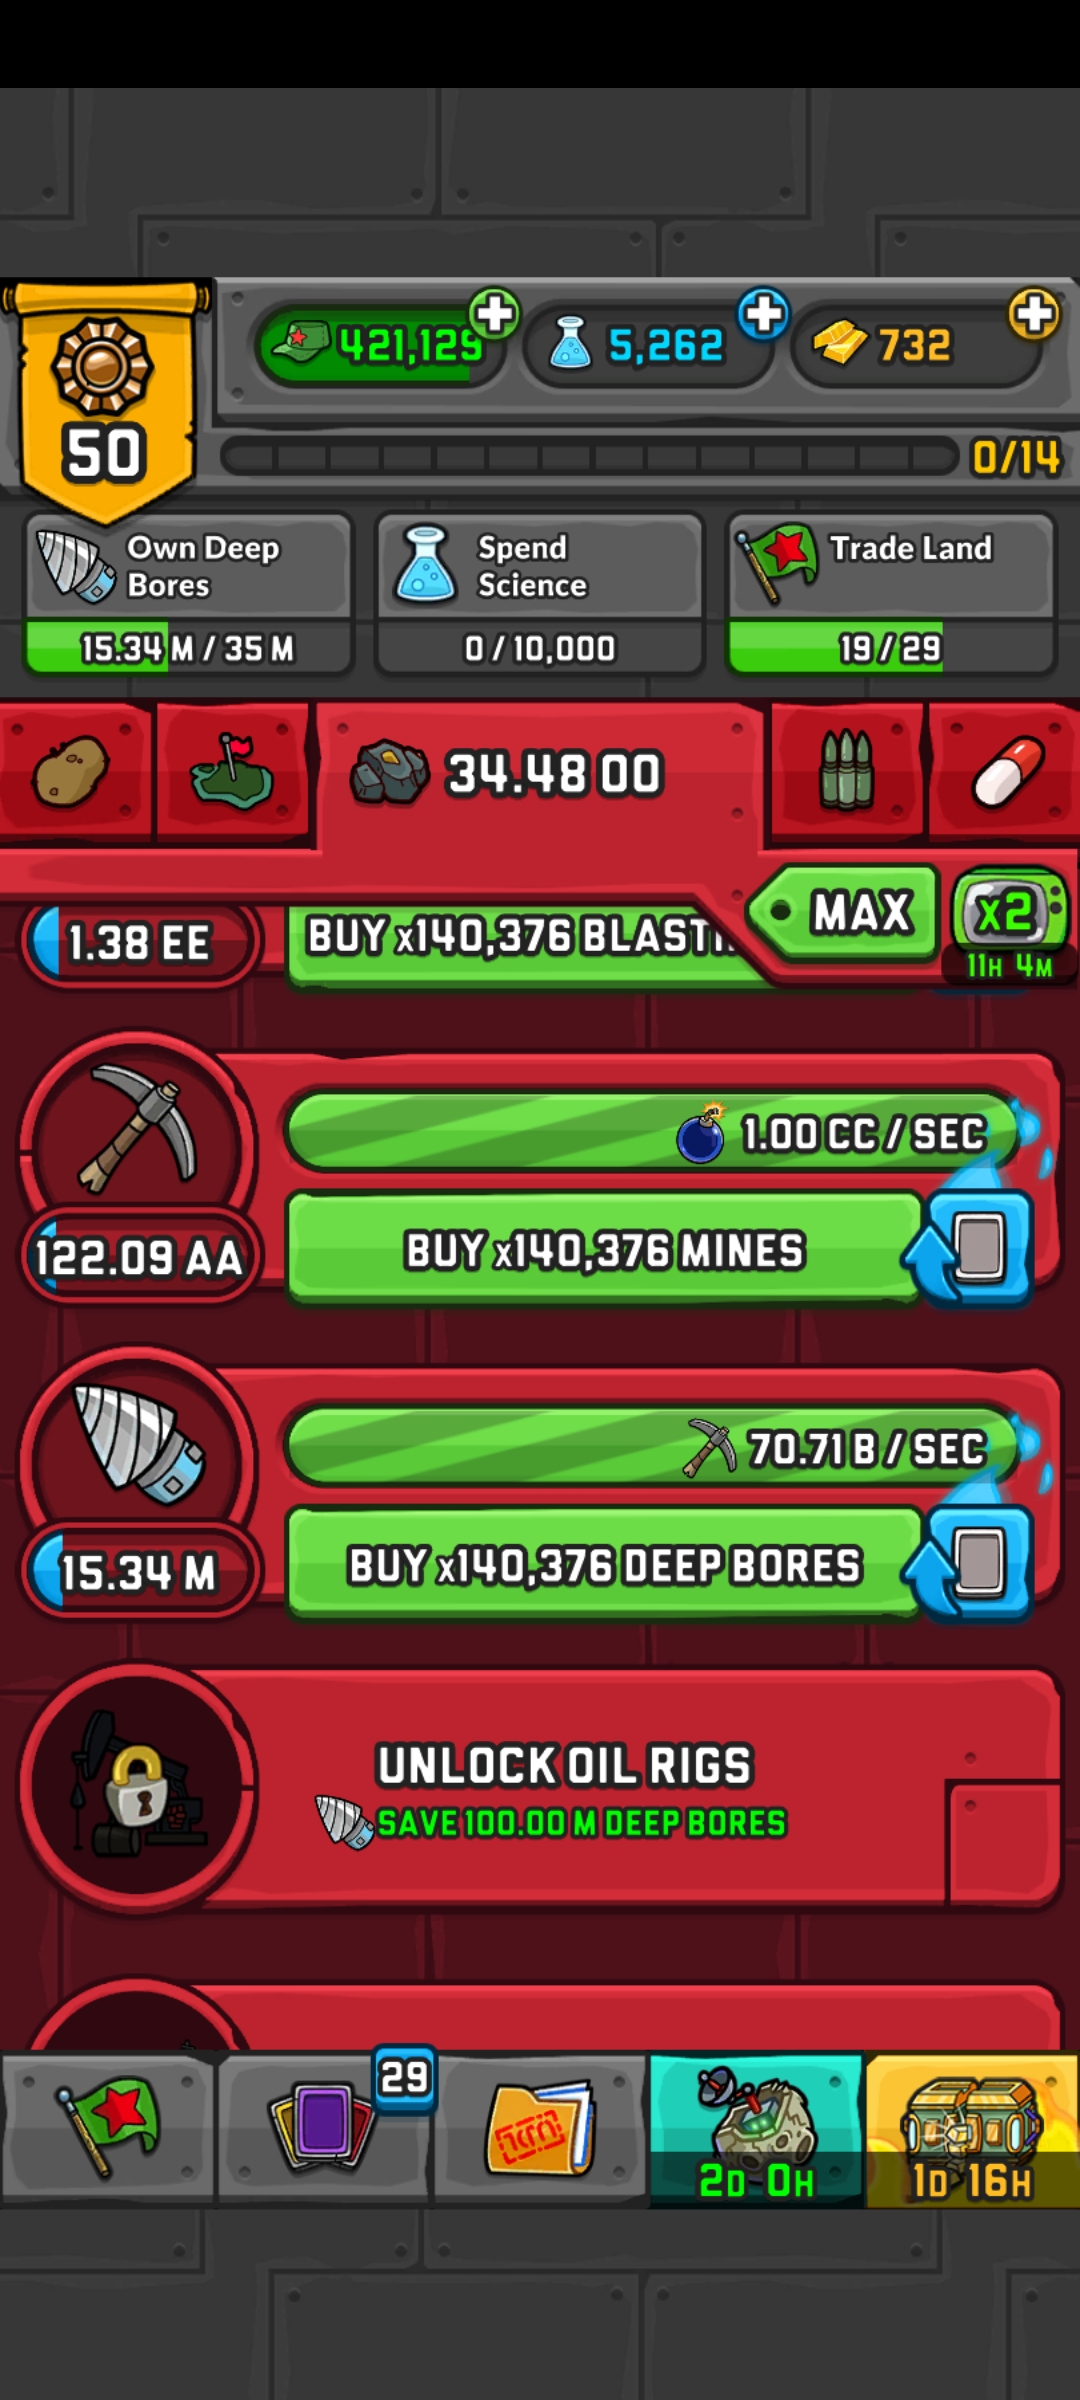 50
421,129
5,262
732
0/14
Own Deep
Bores
15.34 M / 35 M
Spend
Science
0 / 10,000
Trade Land
19 / 29
34.48 OO
MAX
x2
11H 4M
1.38 EE
BUY x140,376
1.00 CC / SEC
122.09 AA
BUY x140,376 MINES
70.71 B / SEC
15.34 M
BUY x140,376 DEEP BORES
UNLOCK OIL RIGS
SAVE 100.00 M DEEP BORES
29
2D 0H
1D 16H